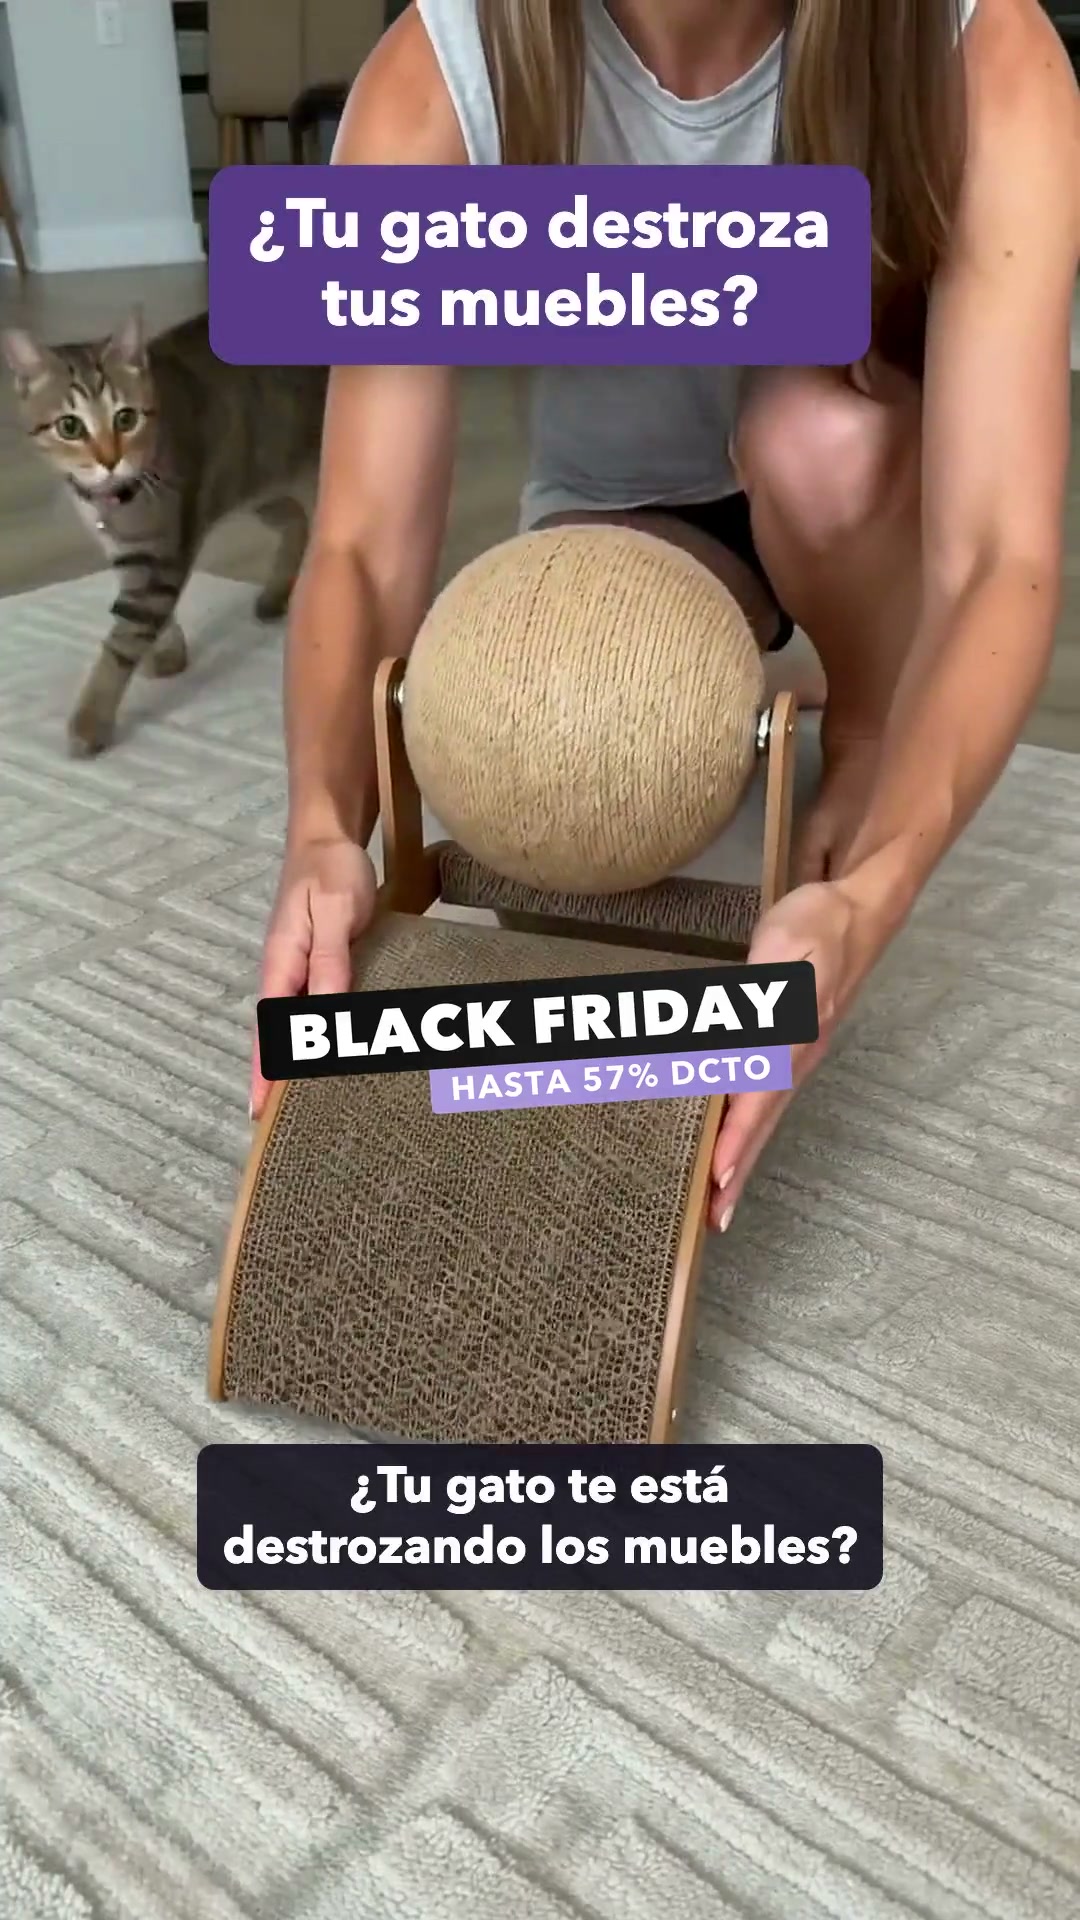 ¿Tu gato destroza
tus muebles?
BLACK FRIDAY
HASTA 57% DCTO
¿Tu gato te está
destrozando los muebles?